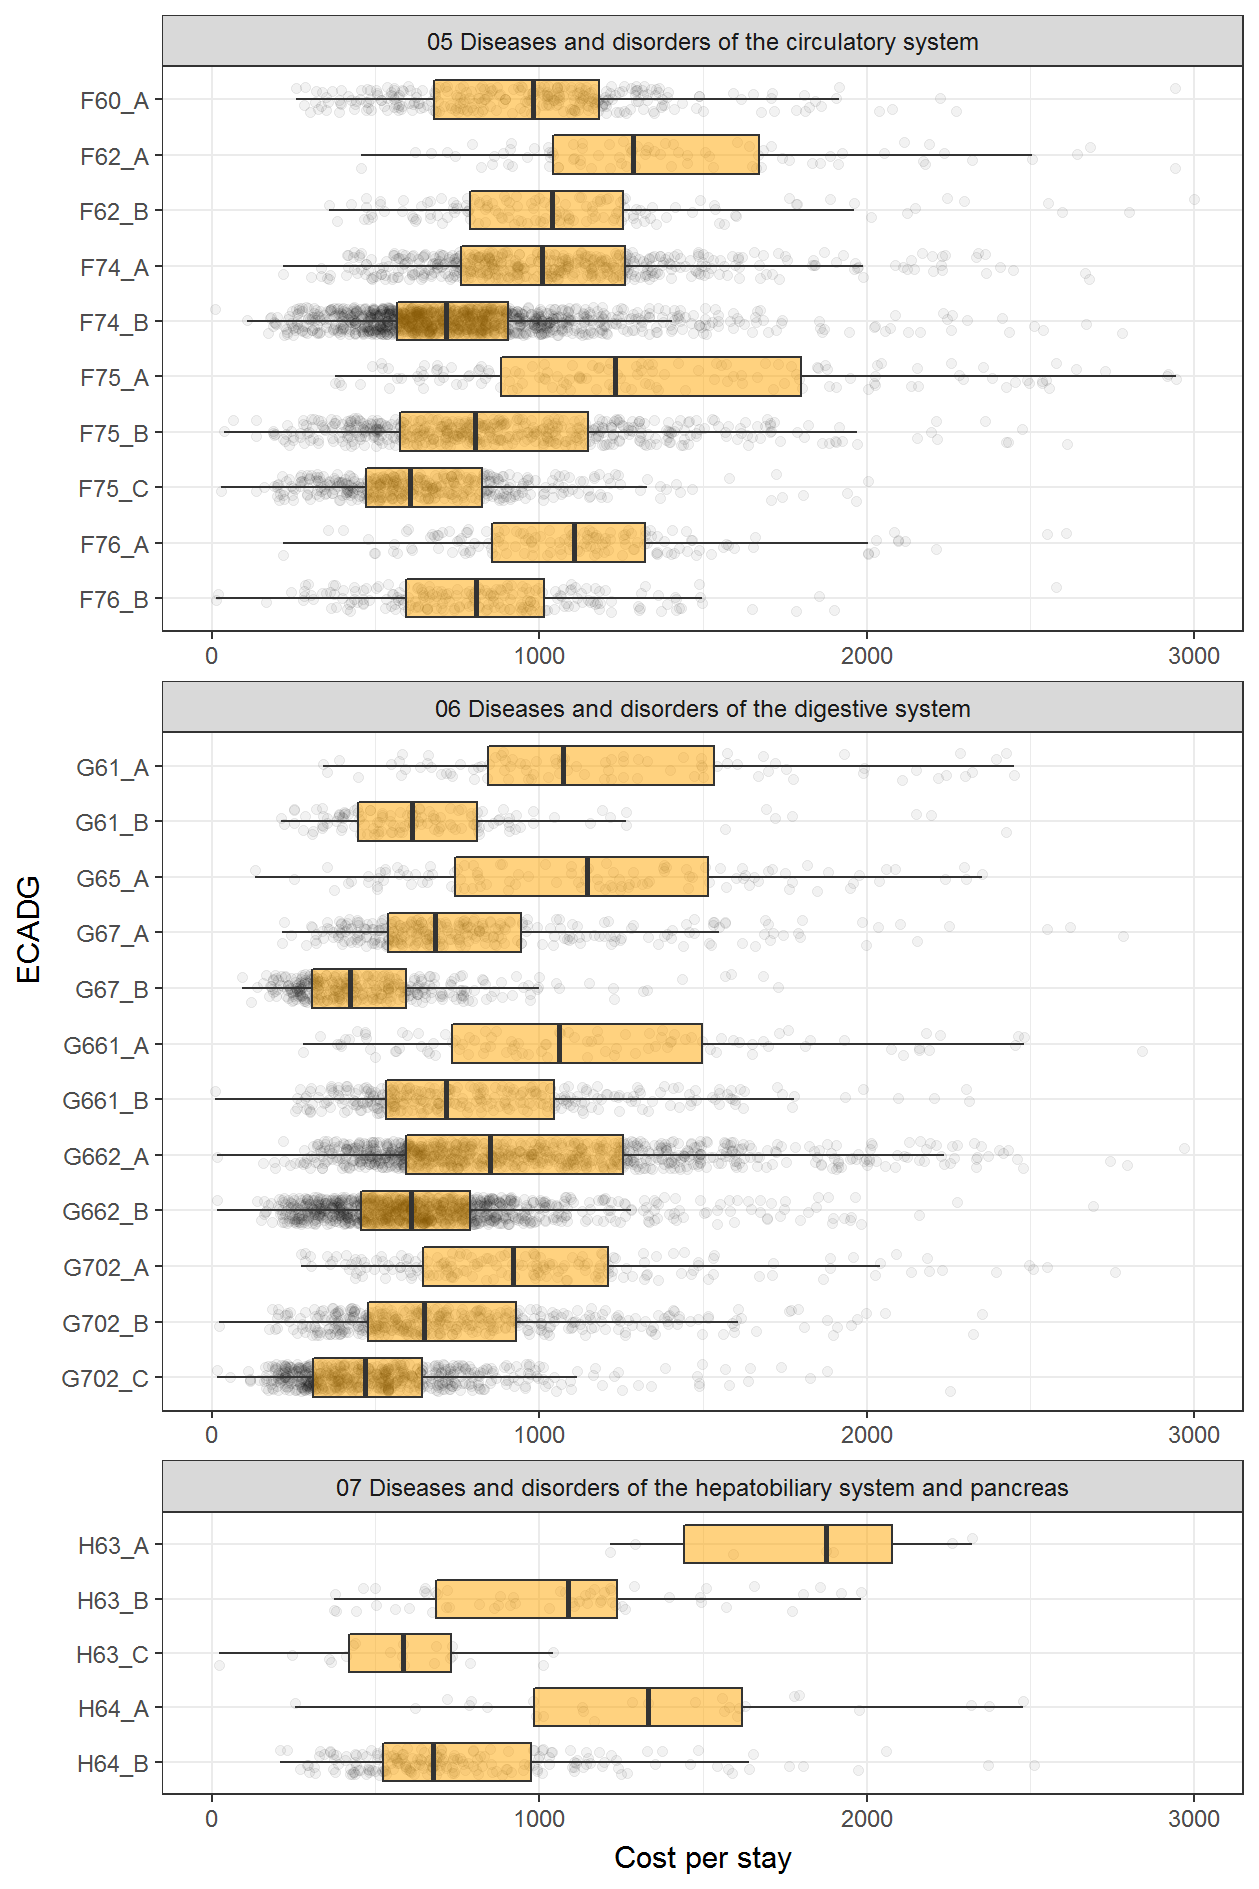 05 Diseases and disorders of the circulatory system
F60_A
F62_A
F62_B
F74_A
F74_B
F75_A
F75_B
F75_C
F76_A
F76_B
0 1000 2000 3000
06 Diseases and disorders of the digestive system
G61_A
G61_B
G65_A
G67_A
G67_B
G661_A
G661_B
G662_A
G662_B
G702_A
G702_B
G702_C
0 1000 2000 3000
ECADG
07 Diseases and disorders of the hepatobiliary system and pancreas
H63_A
H63_B
H63_C
H64_A
H64_B
0 1000 2000 3000
Cost per stay